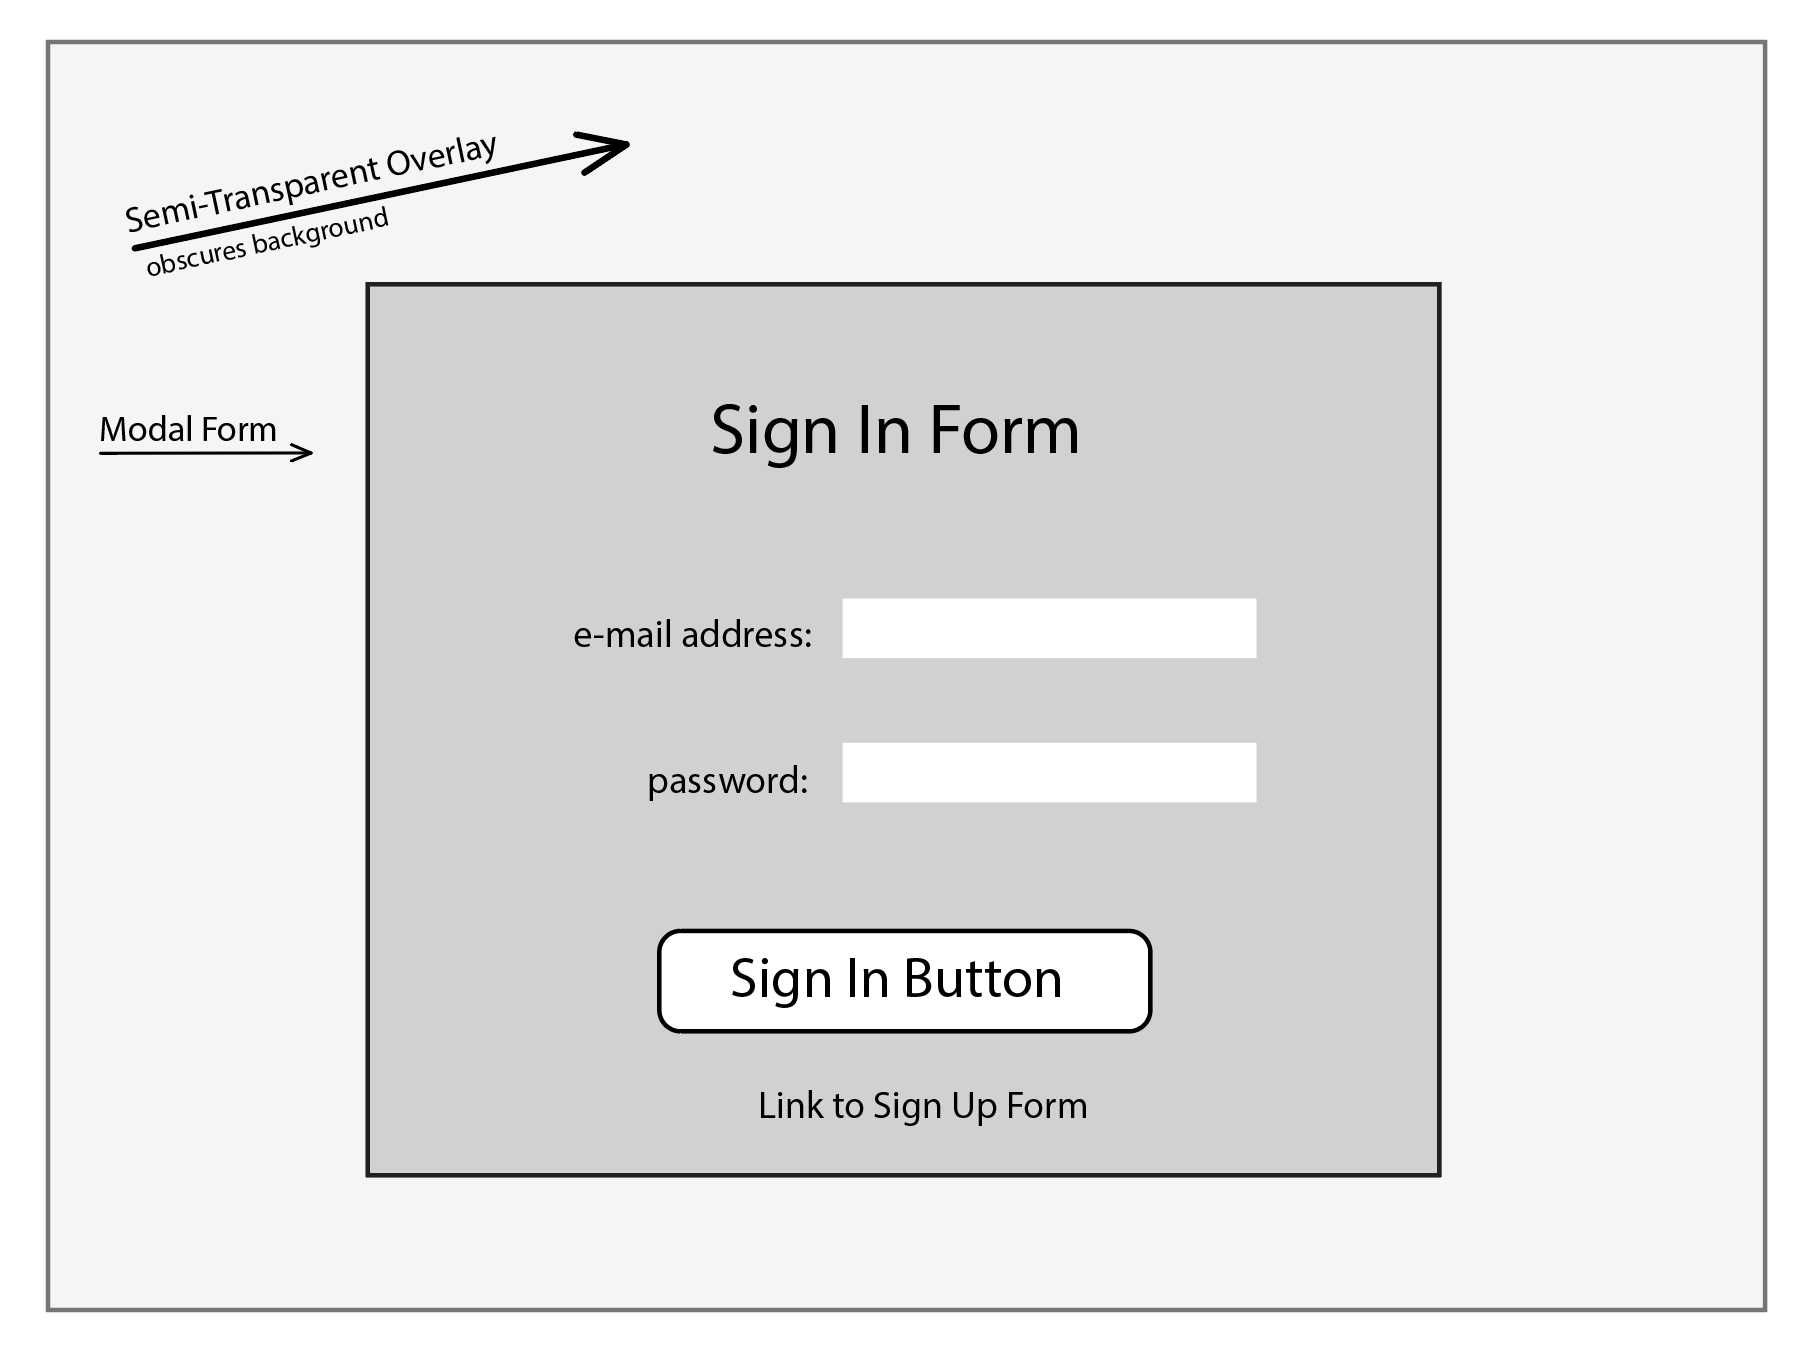 Semi-Transparent Overlay
obscures background
Modal Form
Sign In Form
e-mail address:
password:
Sign In Button
Link to Sign Up Form